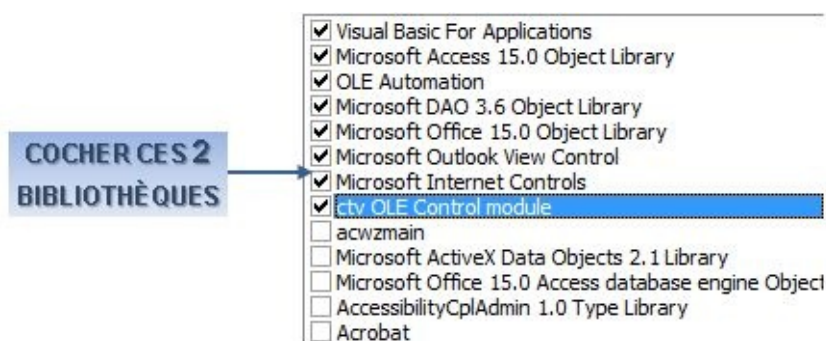 COCHER CES 2
BIBLIOTHÈQUES
Visual Basic For Applications
Microsoft Access 15.0 Object Library
OLE Automation
Microsoft DAO 3.6 Object Library
Microsoft Office 15.0 Object Library
Microsoft Outlook View Control
Microsoft Internet Controls
ctv OLE Control module
acwzmain
Microsoft ActiveX Data Objects 2.1 Library
Microsoft Office 15.0 Access database engine Object
AccessibilityCplAdmin 1.0 Type Library
Acrobat